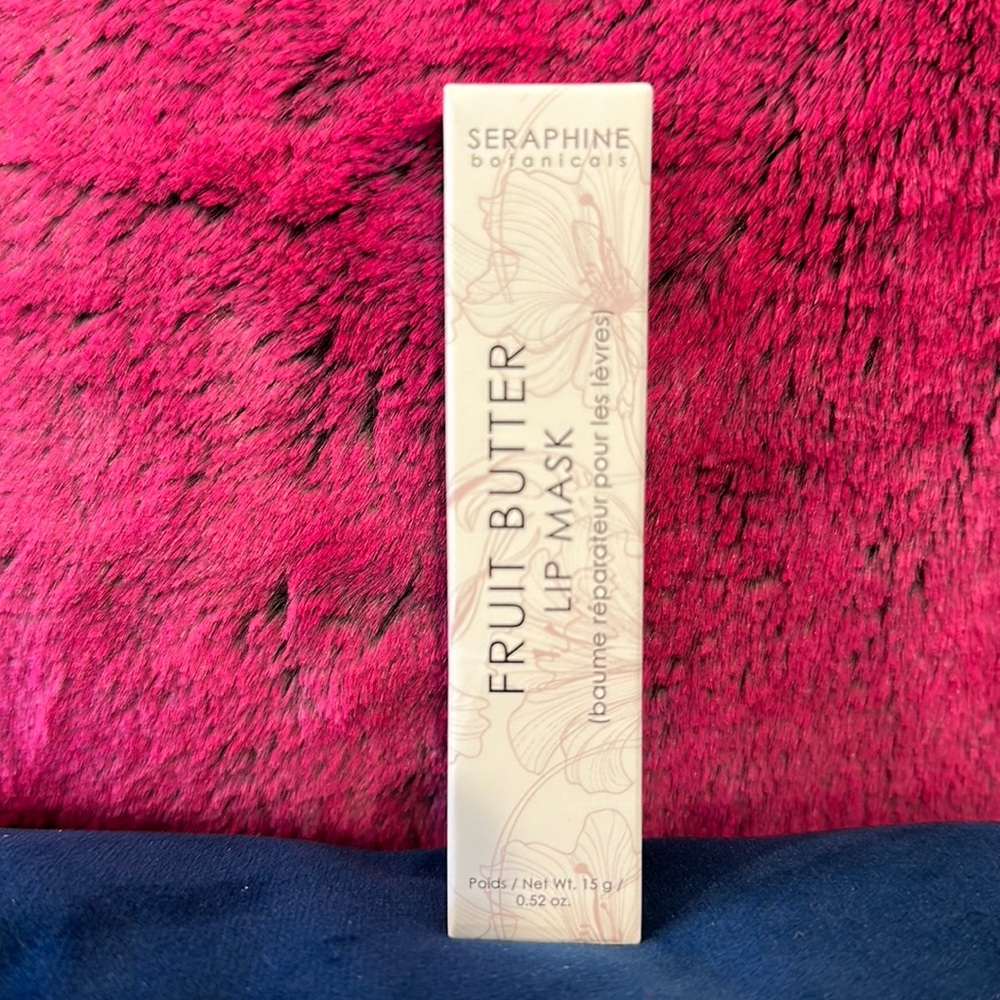 SERAPHINE
botanicals
FRUIT BUTTER
LIP MASK
(baume réparateur pour les lèvres)
Poids / Net Wt. 15 g /
0.52 oz.